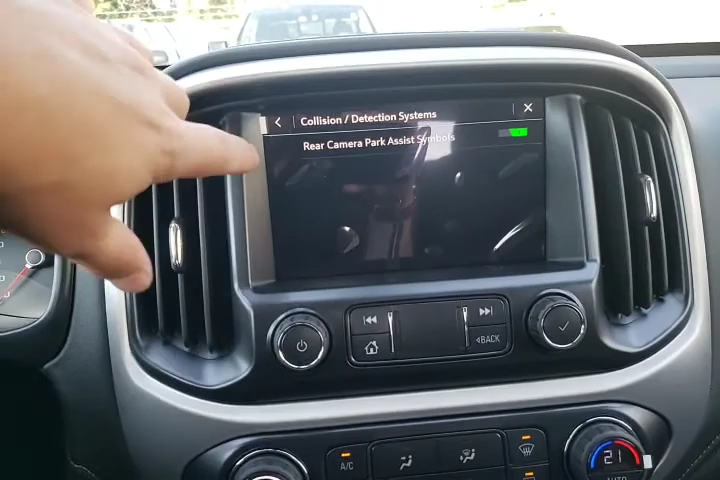 Collision / Detection Systems
Rear Camera Park Assist Symbols
BACK
A/C
21
AUTO